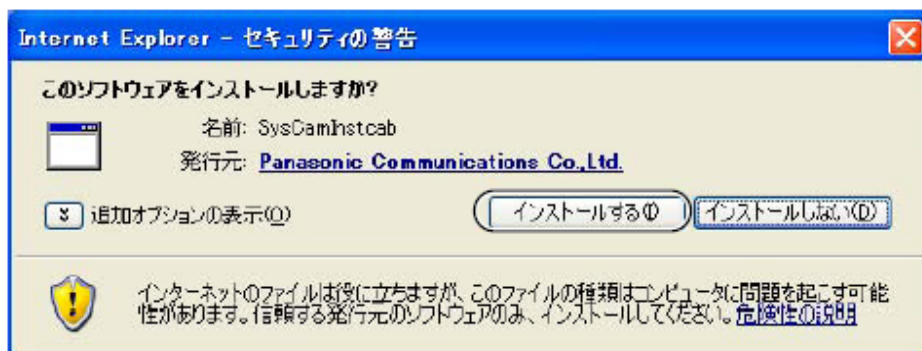 Internet Explorer - セキュリティの警告
このソフトウェアをインストールしますか?
名前: SysCamInstcab
発行元: Panasonic Communications Co.,Ltd.
追加オプションの表示(O)
インストールする(I)
インストールしない(D)
インターネットのファイルは役に立ちますが、このファイルの種類はコンピュータに問題を起こす可能
性があります。信頼する発行元のソフトウェアのみ、インストールしてください。危険性の説明